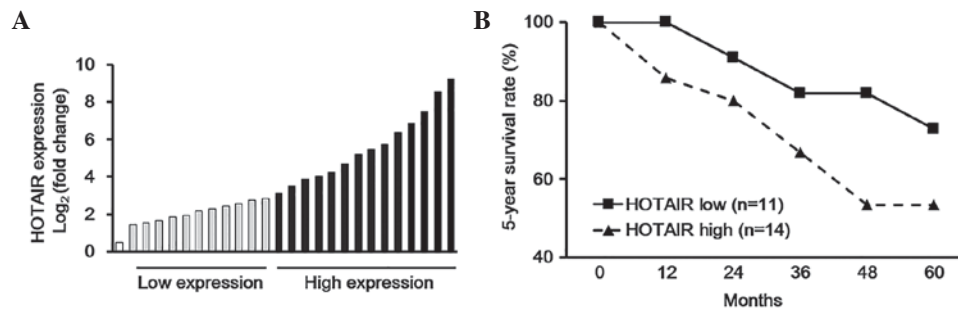 A
HOTAIR expression
Log2 (fold change)
10
8
6
4
2
0
Low expression
High expression
B
5-year survival rate (%)
100
80
60
40
HOTAIR low (n=11)
HOTAIR high (n=14)
0 12 24 36 48 60
Months